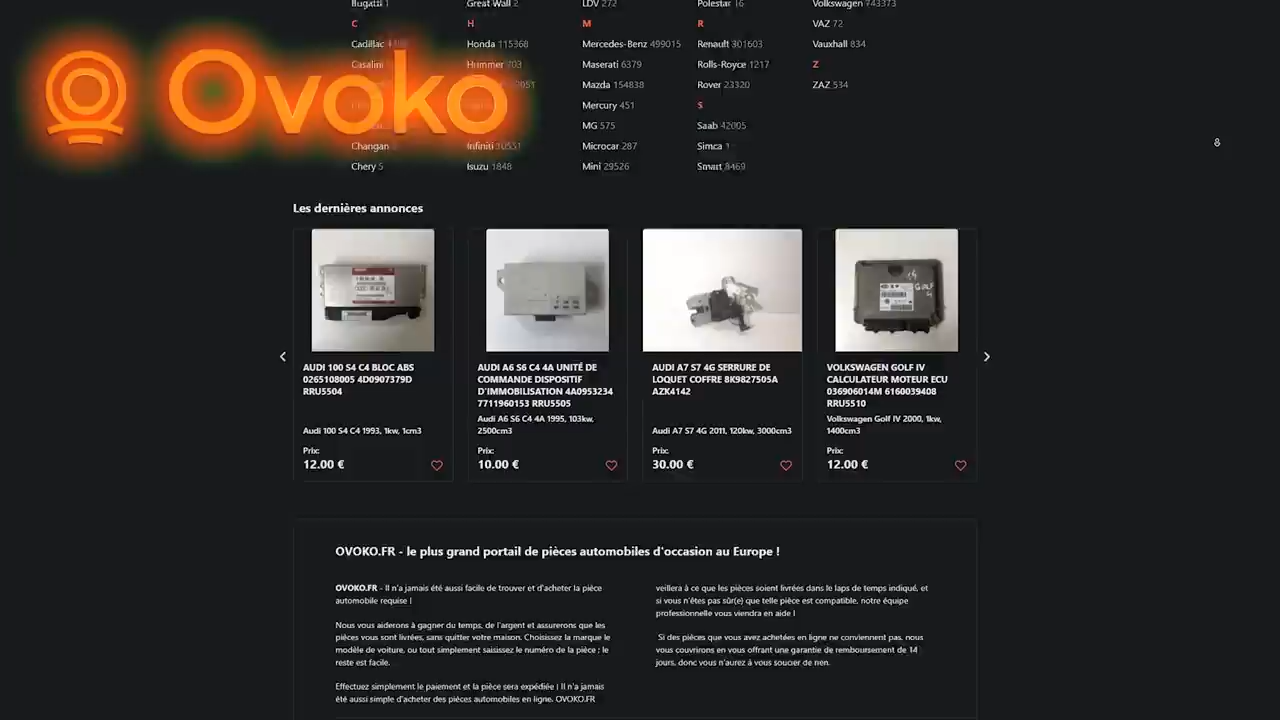 Bugatti 1
Great Wall 2
LDV 272
Polestar 16
Volkswagen 743373
C
H
M
R
VAZ 72
Cadillac
Honda 115368
Mercedes-Benz 499015
Renault 301603
Vauxhall 834
Casalini
Hummer 703
Maserati 6379
Rolls-Royce 1217
Z
Mazda 154838
Rover 23320
ZAZ 534
Mercury 451
S
MG 575
Saab 42005
Changan
Infiniti
Microcar 287
Simca 1
Chery 5
Isuzu 1848
Mini 29526
Smart 8469
Ovoko
Les dernières annonces
AUDI 100 S4 C4 BLOC ABS
0265108005 4D0907379D
RRU5504
Audi 100 S4 C4 1993, 1kw, 1cm3
Prix:
12.00 €
AUDI A6 S6 C4 4A UNITÉ DE
COMMANDE DISPOSITIF
D'IMMOBILISATION 4A0953234
7711960153 RRU5505
Audi A6 S6 C4 4A 1995, 103kw,
2500cm3
Prix:
10.00 €
AUDI A7 S7 4G SERRURE DE
LOQUET COFFRE 8K9827505A
AZK4142
Audi A7 S7 4G 2011, 120kw, 3000cm3
Prix:
30.00 €
VOLKSWAGEN GOLF IV
CALCULATEUR MOTEUR ECU
036906014M 6160039408
RRU5510
Volkswagen Golf IV 2000, 1kw,
1400cm3
Prix:
12.00 €
OVOKO.FR - le plus grand portail de pièces automobiles d'occasion au Europe !
OVOKO.FR - Il n'a jamais été aussi facile de trouver et d'acheter la pièce
automobile requise !
Nous vous aiderons à gagner du temps, de l'argent et assurerons que les
pièces vous sont livrées, sans quitter votre maison. Choisissez la marque le
modèle de voiture, ou tout simplement saisissez le numéro de la pièce ; le
reste est facile.
Effectuez simplement le paiement et la pièce sera expédiée ! Il n'a jamais
été aussi simple d'acheter des pièces automobiles en ligne. OVOKO.FR
veillera à ce que les pièces soient livrées dans le laps de temps indiqué, et
si vous n'êtes pas sûr(e) que telle pièce est compatible, notre équipe
professionnelle vous viendra en aide !
Si des pièces que vous avez achetées en ligne ne conviennent pas, nous
vous couvrirons en vous offrant une garantie de remboursement de 14
jours, donc vous n'aurez à vous soucier de rien.